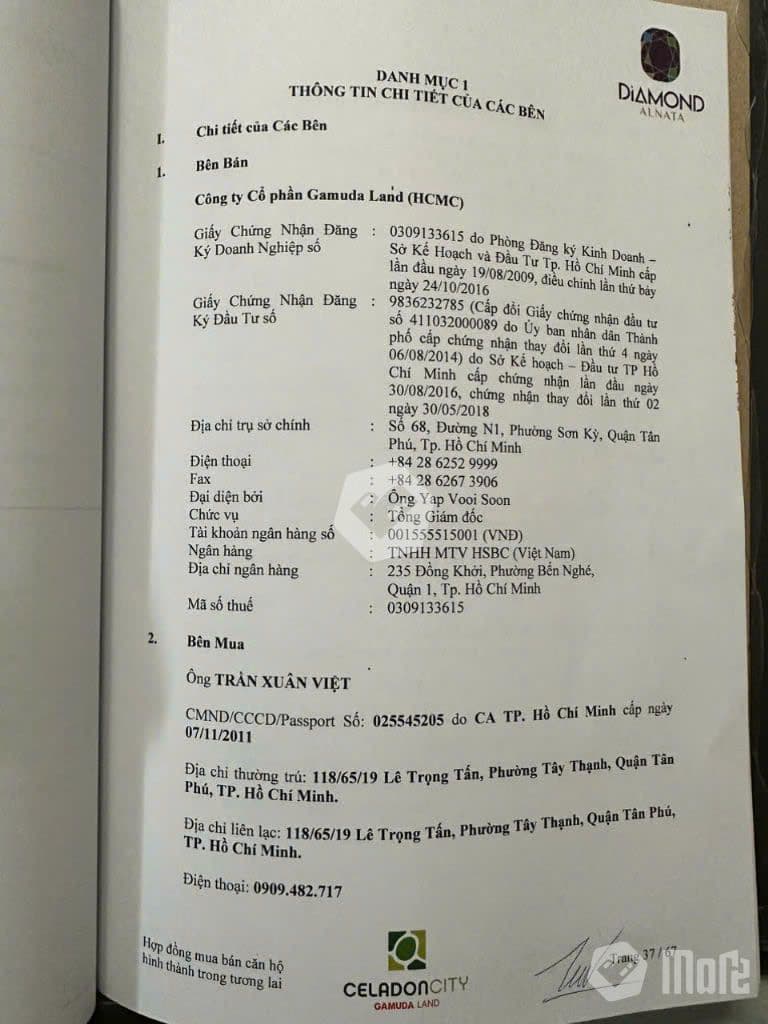 DIAMOND
ALNATA
DANH MỤC 1
THÔNG TIN CHI TIẾT CỦA CÁC BÊN
I. Chi tiết của Các Bên
1. Bên Bán
Công ty Cổ phần Gamuda Land (HCMC)
Giấy Chứng Nhận Đăng Ký Doanh Nghiệp số : 0309133615 do Phòng Đăng ký Kinh Doanh –
Sở Kế Hoạch và Đầu Tư Tp. Hồ Chí Minh cấp
lần đầu ngày 19/08/2009, điều chỉnh lần thứ bảy
ngày 24/10/2016
Giấy Chứng Nhận Đăng Ký Đầu Tư số : 9836232785 (Cấp đổi Giấy chứng nhận đầu tư
số 411032000089 do Ủy ban nhân dân Thành
phố cấp chứng nhận thay đổi lần thứ 4 ngày
06/08/2014) do Sở Kế hoạch – Đầu tư TP Hồ
Chí Minh cấp chứng nhận lần đầu ngày
30/08/2016, chứng nhận thay đổi lần thứ 02
ngày 30/05/2018
Địa chỉ trụ sở chính : Số 68, Đường N1, Phường Sơn Kỳ, Quận Tân
Phú, Tp. Hồ Chí Minh
Điện thoại : +84 28 6252 9999
Fax : +84 28 6267 3906
Đại diện bởi : Ông Yap Vooi Soon
Chức vụ : Tổng Giám đốc
Tài khoản ngân hàng số : 001555515001 (VNĐ)
Ngân hàng : TNHH MTV HSBC (Việt Nam)
Địa chỉ ngân hàng : 235 Đồng Khởi, Phường Bến Nghé,
Quận 1, Tp. Hồ Chí Minh
Mã số thuế : 0309133615
2. Bên Mua
Ông TRẦN XUÂN VIỆT
CMND/CCCD/Passport Số: 025545205 do CA TP. Hồ Chí Minh cấp ngày
07/11/2011
Địa chỉ thường trú: 118/65/19 Lê Trọng Tấn, Phường Tây Thạnh, Quận Tân
Phú, TP. Hồ Chí Minh.
Địa chỉ liên lạc: 118/65/19 Lê Trọng Tấn, Phường Tây Thạnh, Quận Tân Phú,
TP. Hồ Chí Minh.
Điện thoại: 0909.482.717
Hợp đồng mua bán căn hộ
hình thành trong tương lai
CELADON CITY
GAMUDA LAND
Trang 37 / 67